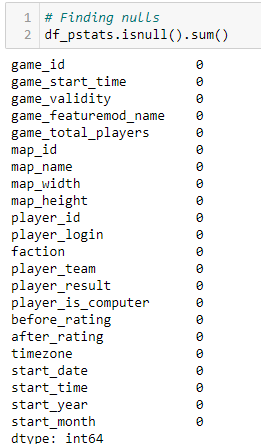 1 # Finding nulls
2 df_pstats.isnull().sum()
game_id 0
game_start_time 0
game_validity 0
game_featuremod_name 0
game_total_players 0
map_id 0
map_name 0
map_width 0
map_height 0
player_id 0
player_login 0
faction 0
player_team 0
player_result 0
player_is_computer 0
before_rating 0
after_rating 0
timezone 0
start_date 0
start_time 0
start_year 0
start_month 0
dtype: int64